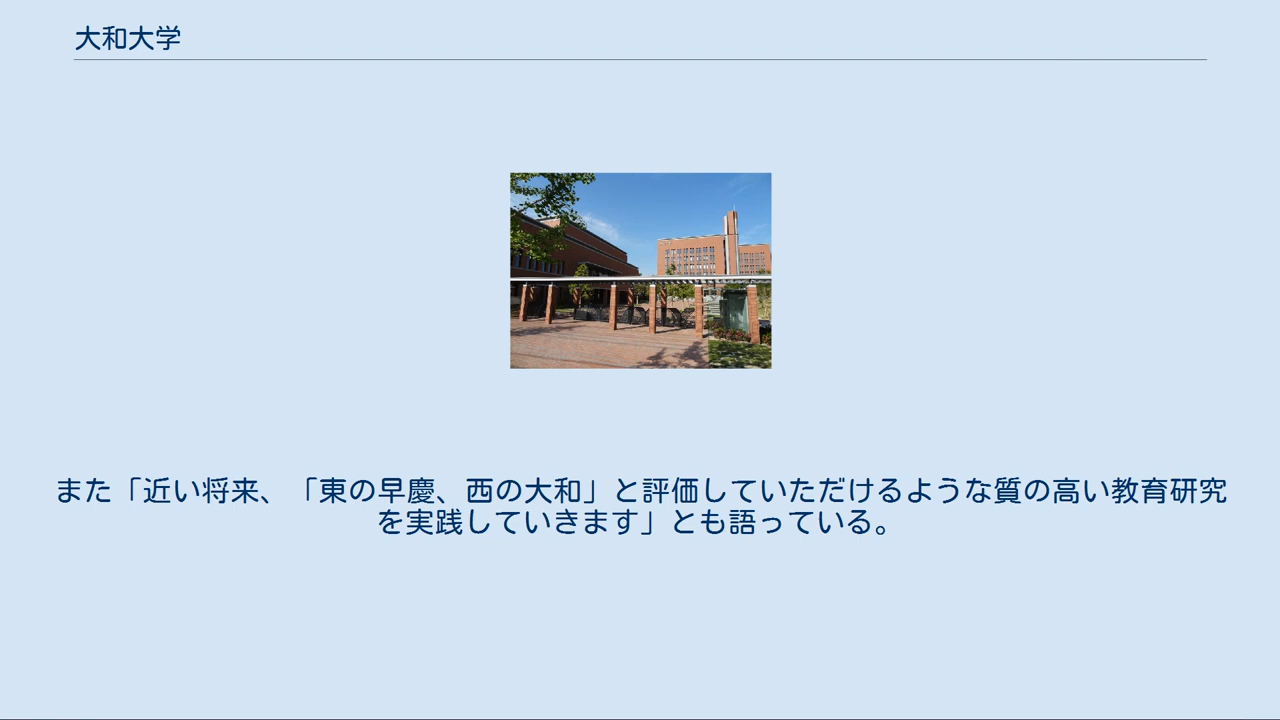 大和大学
また「近い将来、「東の早慶、西の大和」と評価していただけるような質の高い教育研究
を実践していきます」とも語っている。